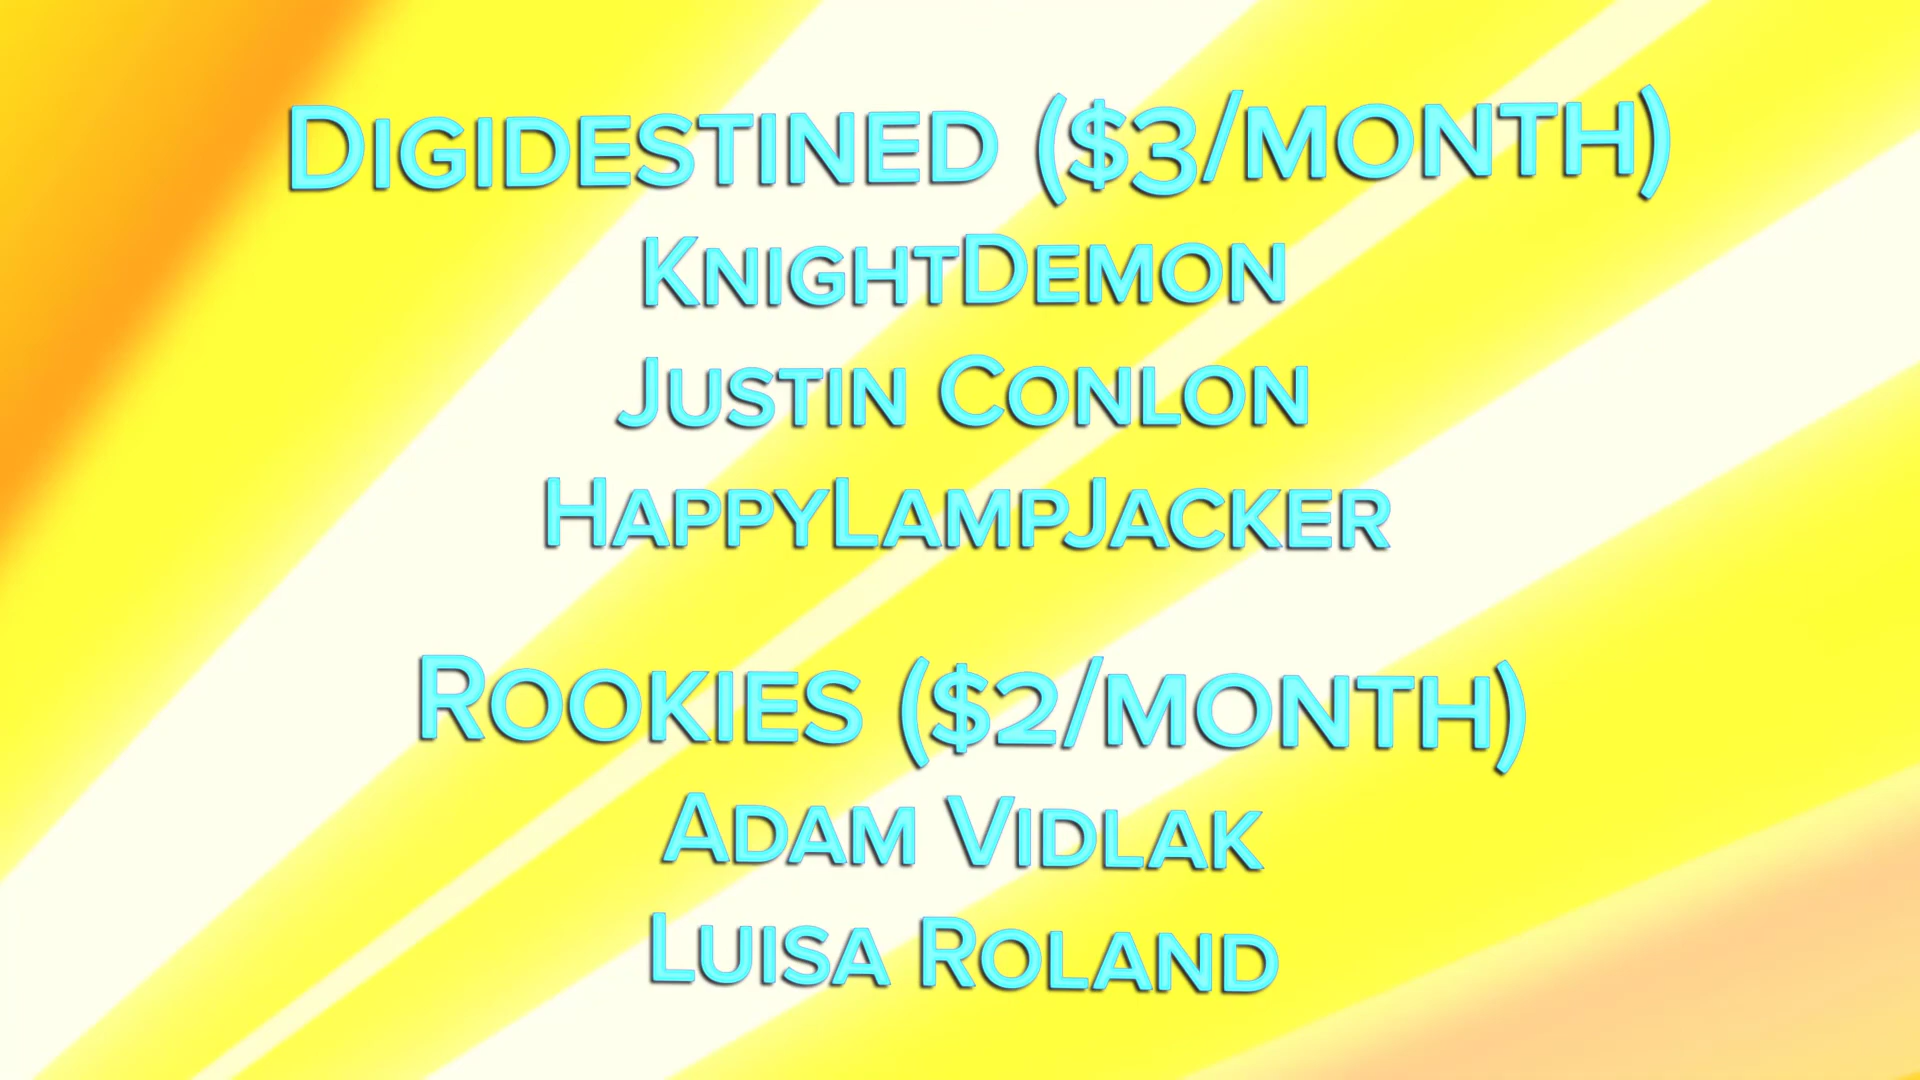 Digidestined ($3/month)
KnightDemon
Justin Conlon
HappyLampJacker
Rookies ($2/month)
Adam Vidlak
Luisa Roland